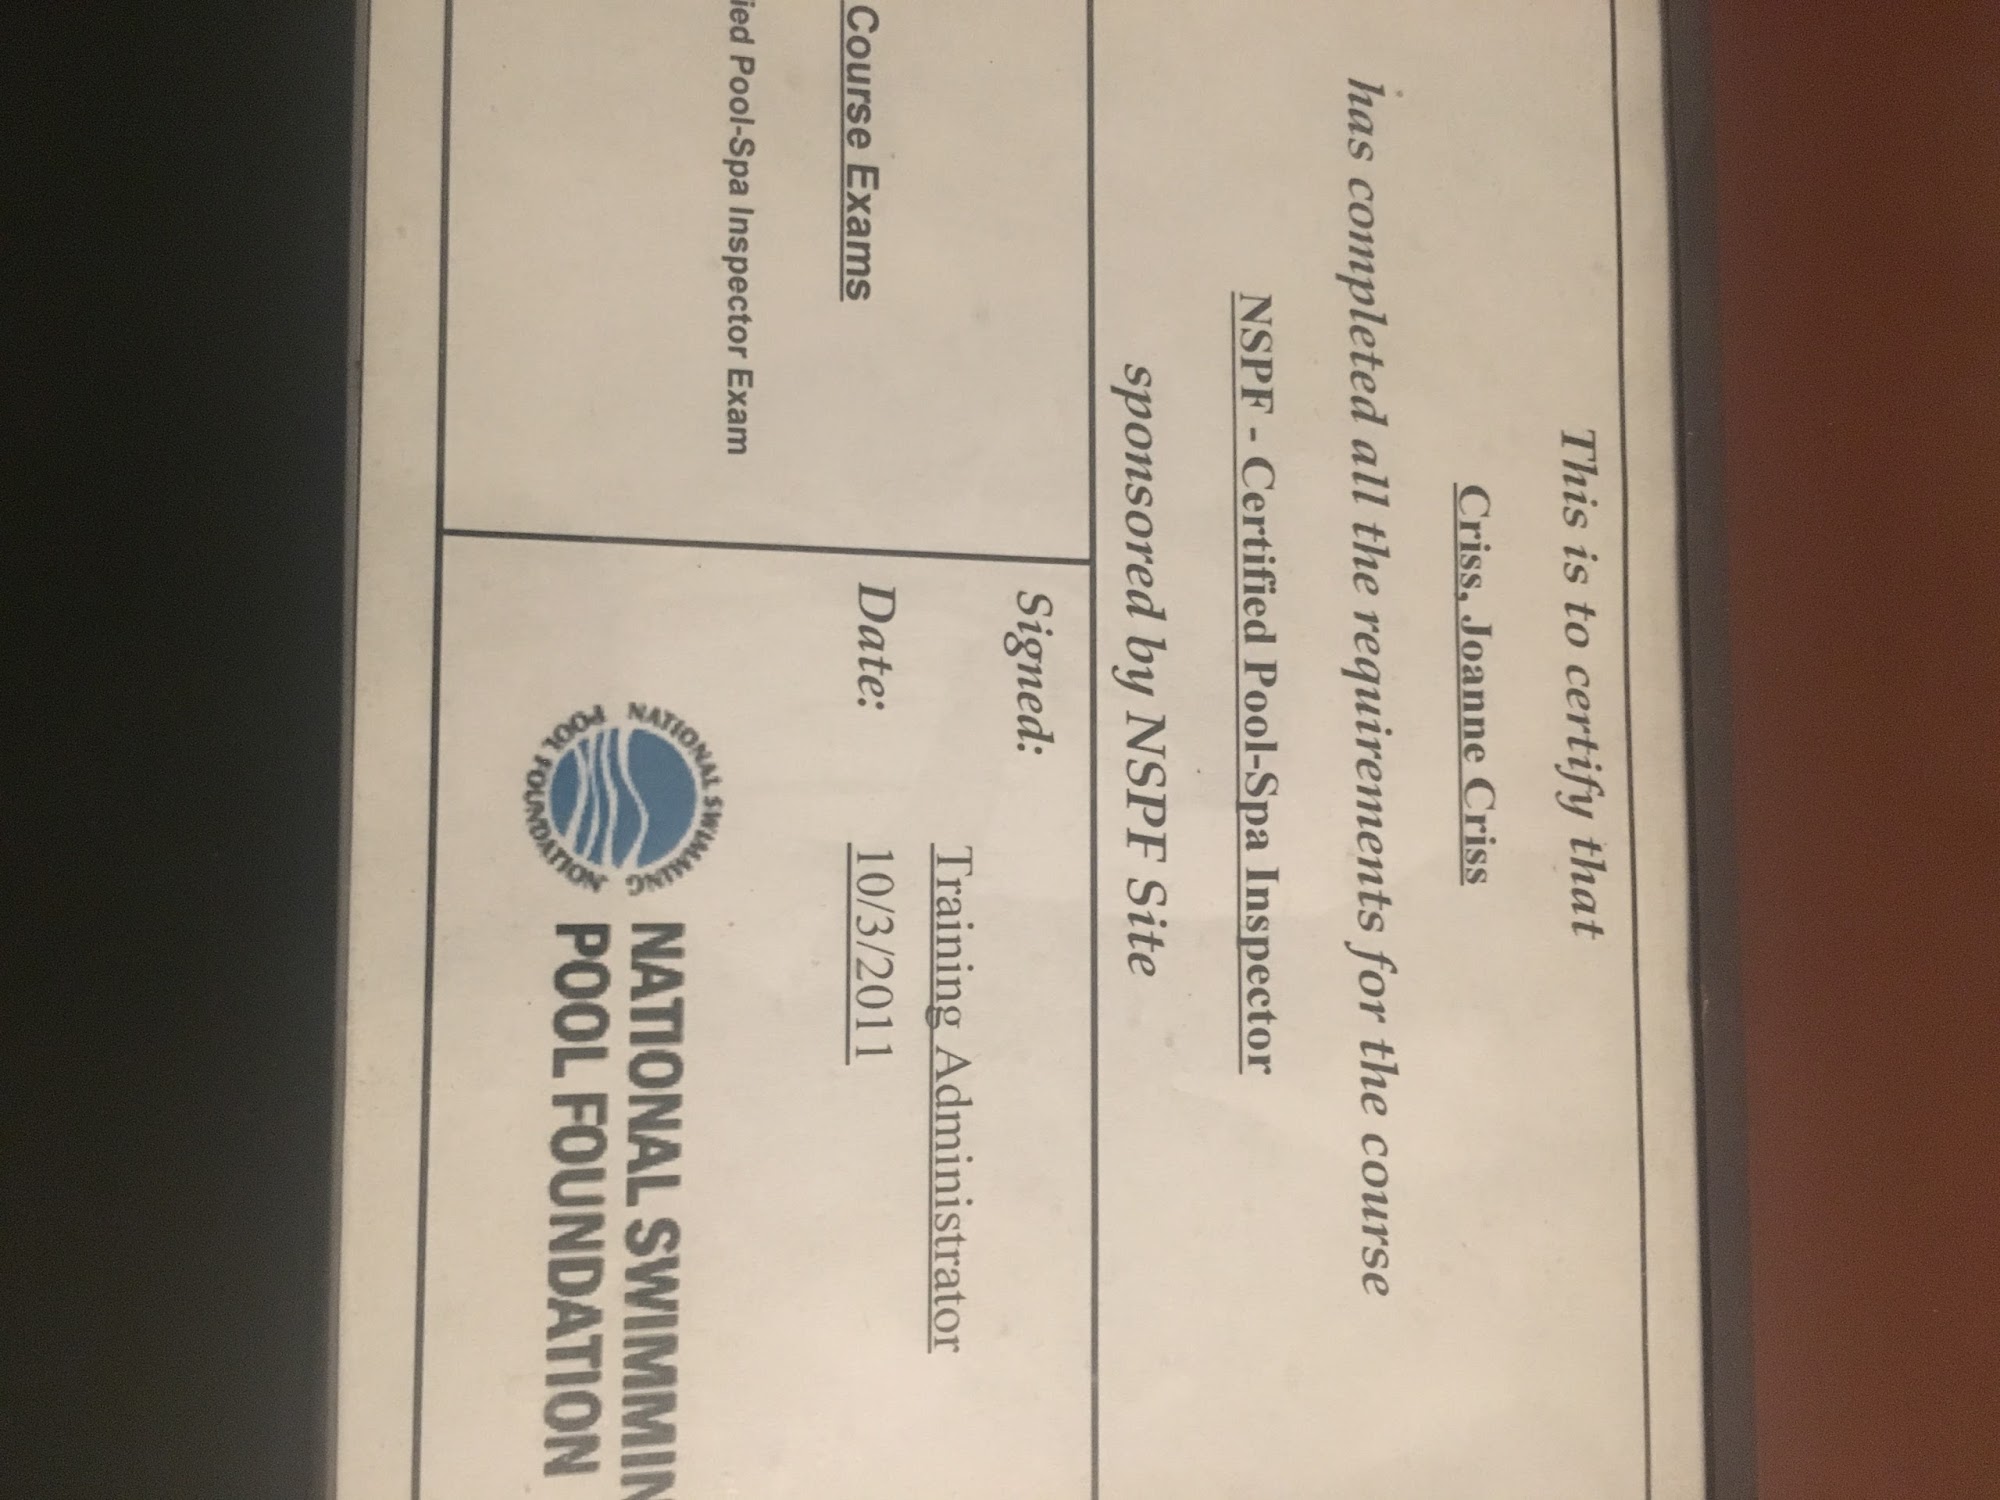 This is to certify that
Criss, Joanne Criss
has completed all the requirements for the course
NSPF - Certified Pool-Spa Inspector
sponsored by NSPF Site
Course Exams
ied Pool-Spa Inspector Exam
Signed:
Training Administrator
Date: 10/3/2011
NATIONAL SWIMMING
POOL FOUNDATION
NATIONAL SWIMMIN
POOL FOUNDATION